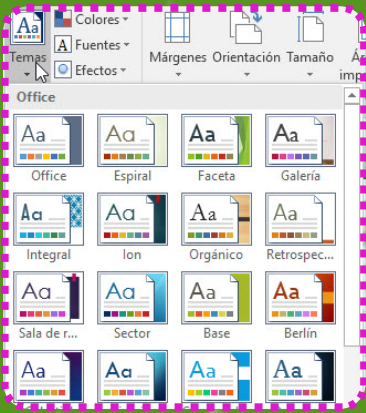 Aa
Colores
Temas
A Fuentes
Efectos
Márgenes Orientación Tamaño
Office
Aa Aa Aa Aa
Office Espiral Faceta Galería
Aa Aa Aa Aa
Integral Ion Orgánico Retrospec...
Aa Aa Aa Aa
Sala de r... Sector Base Berlín
Aa Aa Aa Aa